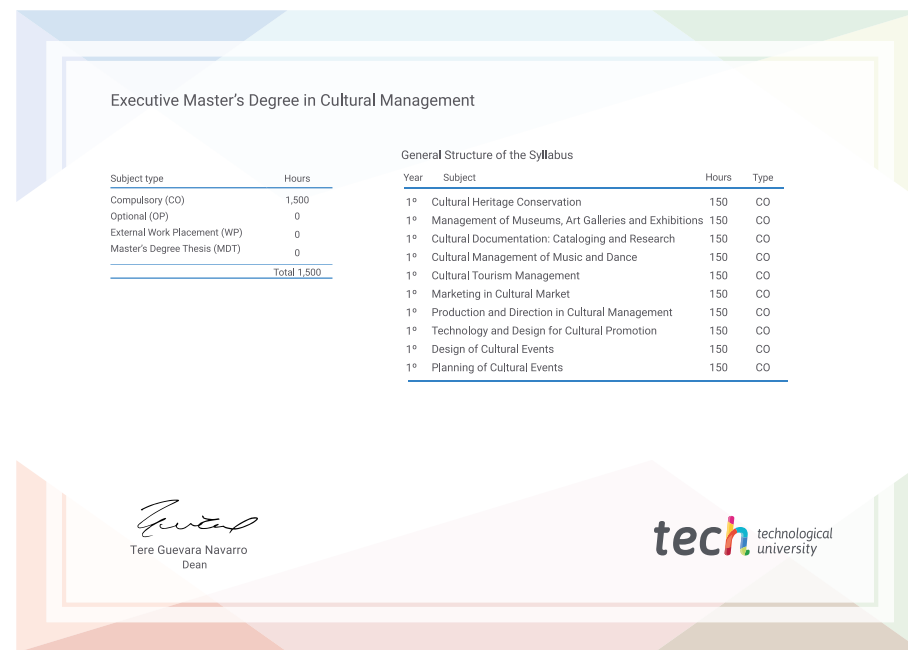 Executive Master's Degree in Cultural Management
Subject type Hours
Compulsory (CO) 1,500
Optional (OP) 0
External Work Placement (WP) 0
Master's Degree Thesis (MDT) 0
Total 1,500
General Structure of the Syllabus
Year Subject Hours Type
1º Cultural Heritage Conservation 150 CO
1º Management of Museums, Art Galleries and Exhibitions 150 CO
1º Cultural Documentation: Cataloging and Research 150 CO
1º Cultural Management of Music and Dance 150 CO
1º Cultural Tourism Management 150 CO
1º Marketing in Cultural Market 150 CO
1º Production and Direction in Cultural Management 150 CO
1º Technology and Design for Cultural Promotion 150 CO
1º Design of Cultural Events 150 CO
1º Planning of Cultural Events 150 CO
Tere Guevara Navarro
Dean
tech technological
university